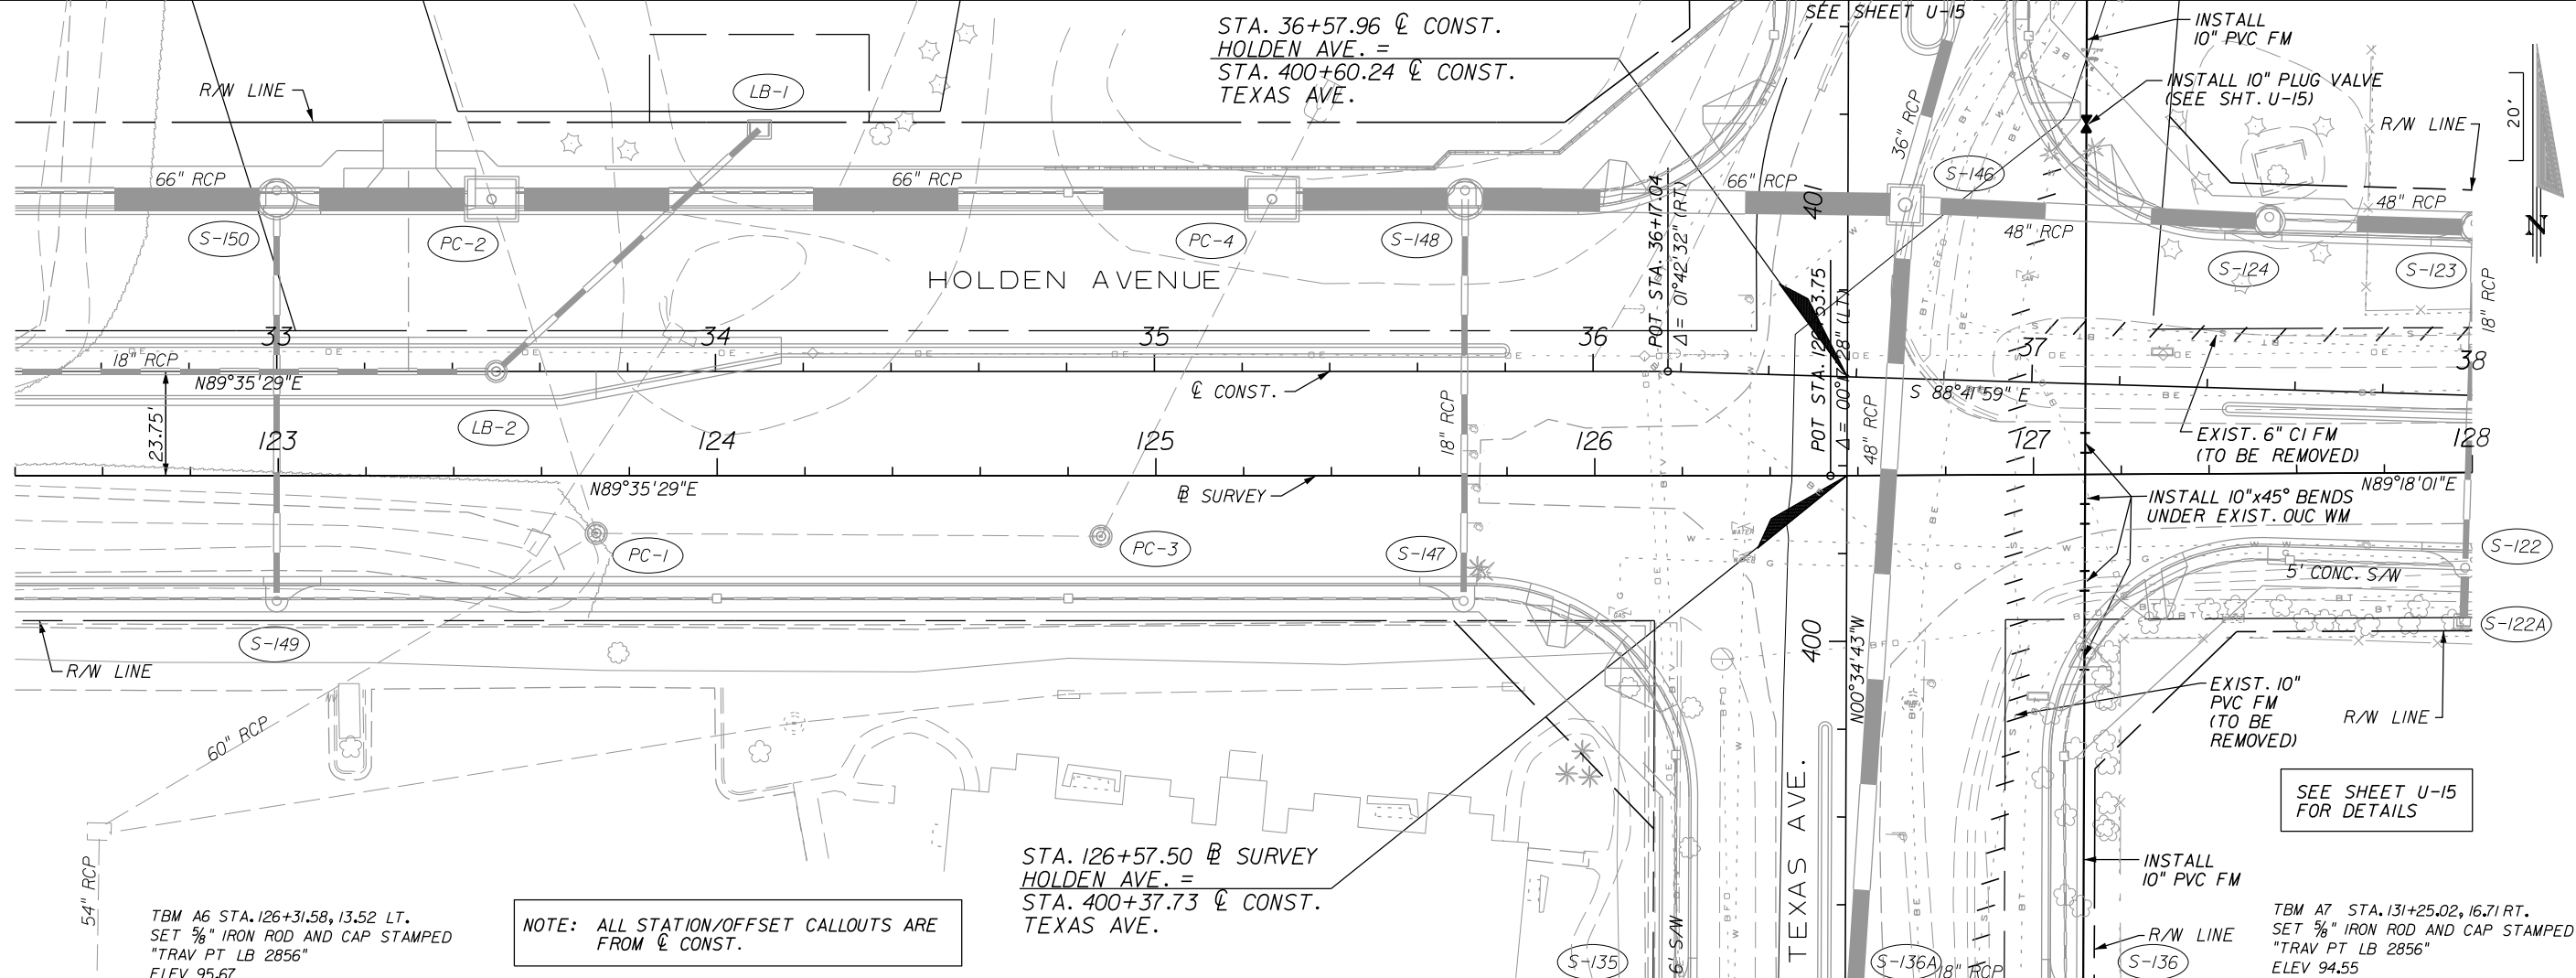 STA. 36+57.96 ℄ CONST.
HOLDEN AVE. =
STA. 400+60.24 ℄ CONST.
TEXAS AVE.
SEE SHEET U-15
INSTALL
10" PVC FM
INSTALL 10" PLUG VALVE
(SEE SHT. U-15)
R/W LINE
20'
N
R/W LINE
LB-1
36" RCP
66" RCP
66" RCP
66" RCP
S-146
48" RCP
48" RCP
S-150
PC-2
PC-4
S-148
POT STA. 36+17.04
Δ = 01°42'32" (RT)
401
S-124
S-123
18" RCP
HOLDEN AVENUE
33
34
35
36
37
38
18" RCP
N89°35'29"E
℄ CONST.
S 88°41'59" E
Δ = 00°17'28" (LT)
48" RCP
18" RCP
23.75'
LB-2
EXIST. 6" CI FM
(TO BE REMOVED)
123
124
125
126
127
128
N89°35'29"E
BL SURVEY
N89°18'01"E
INSTALL 10"x45° BENDS
UNDER EXIST. OUC WM
PC-1
PC-3
S-147
S-122
5' CONC. S/W
S-122A
S-149
R/W LINE
400
N00°34'43"W
EXIST. 10"
PVC FM
(TO BE
REMOVED)
R/W LINE
60" RCP
SEE SHEET U-15
FOR DETAILS
TEXAS AVE.
STA. 126+57.50 BL SURVEY
HOLDEN AVE. =
STA. 400+37.73 ℄ CONST.
TEXAS AVE.
INSTALL
10" PVC FM
54" RCP
TBM A6 STA. 126+31.58, 13.52 LT.
SET 5/8" IRON ROD AND CAP STAMPED
"TRAV PT LB 2856"
ELEV 95.67
NOTE: ALL STATION/OFFSET CALLOUTS ARE
FROM ℄ CONST.
6' S/W
S-135
S-136A
18" RCP
S-136
R/W LINE
TBM A7 STA. 131+25.02, 16.71 RT.
SET 5/8" IRON ROD AND CAP STAMPED
"TRAV PT LB 2856"
ELEV 94.55